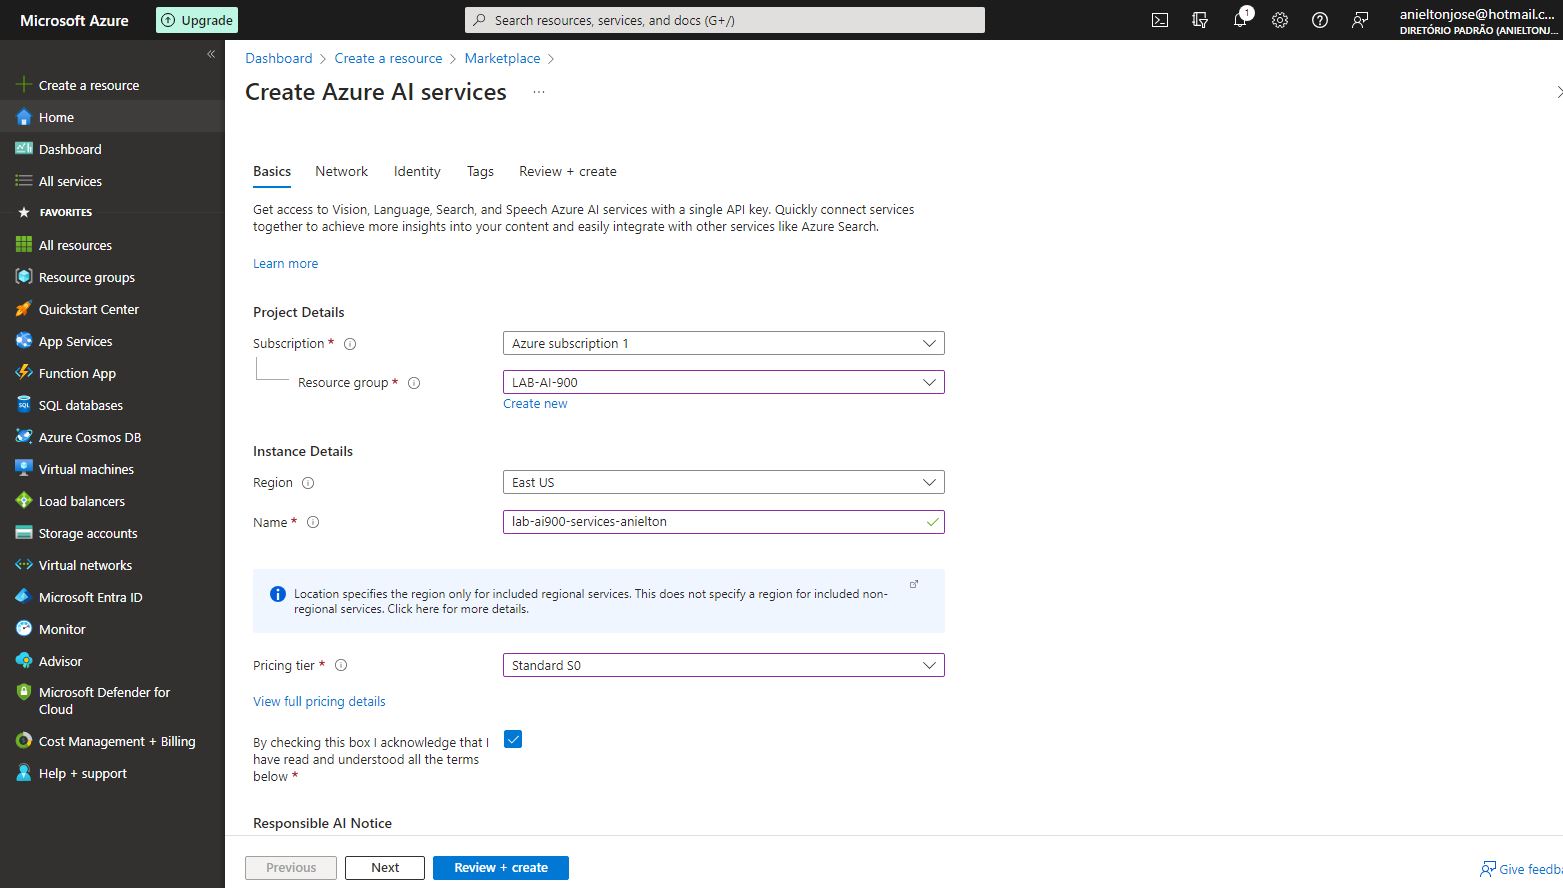 Microsoft Azure
Upgrade
Search resources, services, and docs (G+/)
1
anieltonjose@hotmail.c...
DIRETÓRIO PADRÃO (ANIELTONJ...
«
Create a resource
Home
Dashboard
All services
FAVORITES
All resources
Resource groups
Quickstart Center
App Services
Function App
SQL databases
Azure Cosmos DB
Virtual machines
Load balancers
Storage accounts
Virtual networks
Microsoft Entra ID
Monitor
Advisor
Microsoft Defender for
Cloud
Cost Management + Billing
Help + support
Dashboard > Create a resource > Marketplace >
Create Azure AI services ...
Basics Network Identity Tags Review + create
Get access to Vision, Language, Search, and Speech Azure AI services with a single API key. Quickly connect services
together to achieve more insights into your content and easily integrate with other services like Azure Search.
Learn more
Project Details
Subscription *
Azure subscription 1
Resource group *
LAB-AI-900
Create new
Instance Details
Region
East US
Name *
lab-ai900-services-anielton
Location specifies the region only for included regional services. This does not specify a region for included non-
regional services. Click here for more details.
Pricing tier *
Standard S0
View full pricing details
By checking this box I acknowledge that I
have read and understood all the terms
below *
Responsible AI Notice
Previous
Next
Review + create
Give feedba